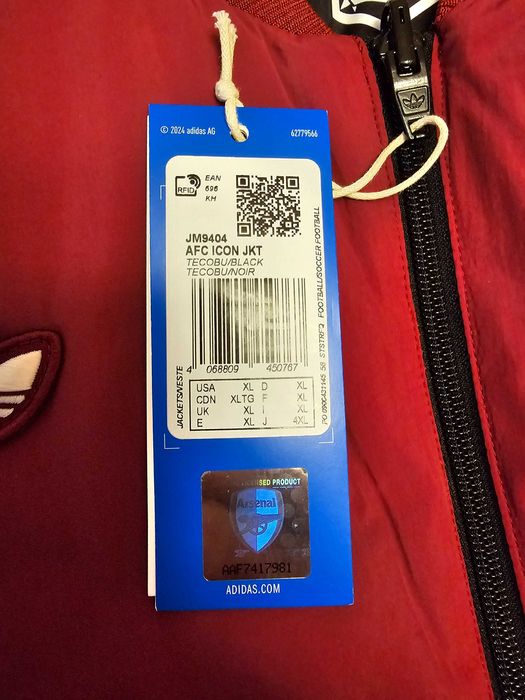 © 2024 adidas AG
62779566
RFID
EAN
696
KH
JM9404
AFC ICON JKT
TECOBU/BLACK
TECOBU/NOIR
JACKETS/VESTE
FOOTBALL/SOCCER FOOTBALL
4 068809 450767
USA XL D XL
CDN XLTG F XL
UK XL I XL
E XL J 4XL
Arsenal
AAF7417981
ADIDAS.COM